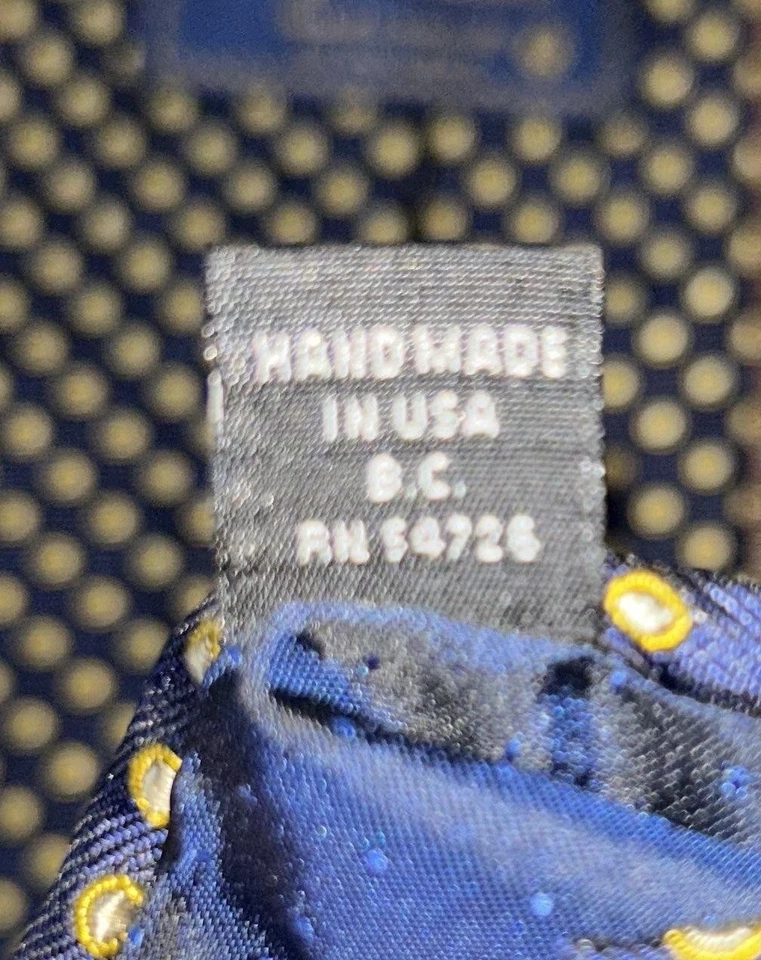 HAND MADE
IN USA
B.C.
RN 54726